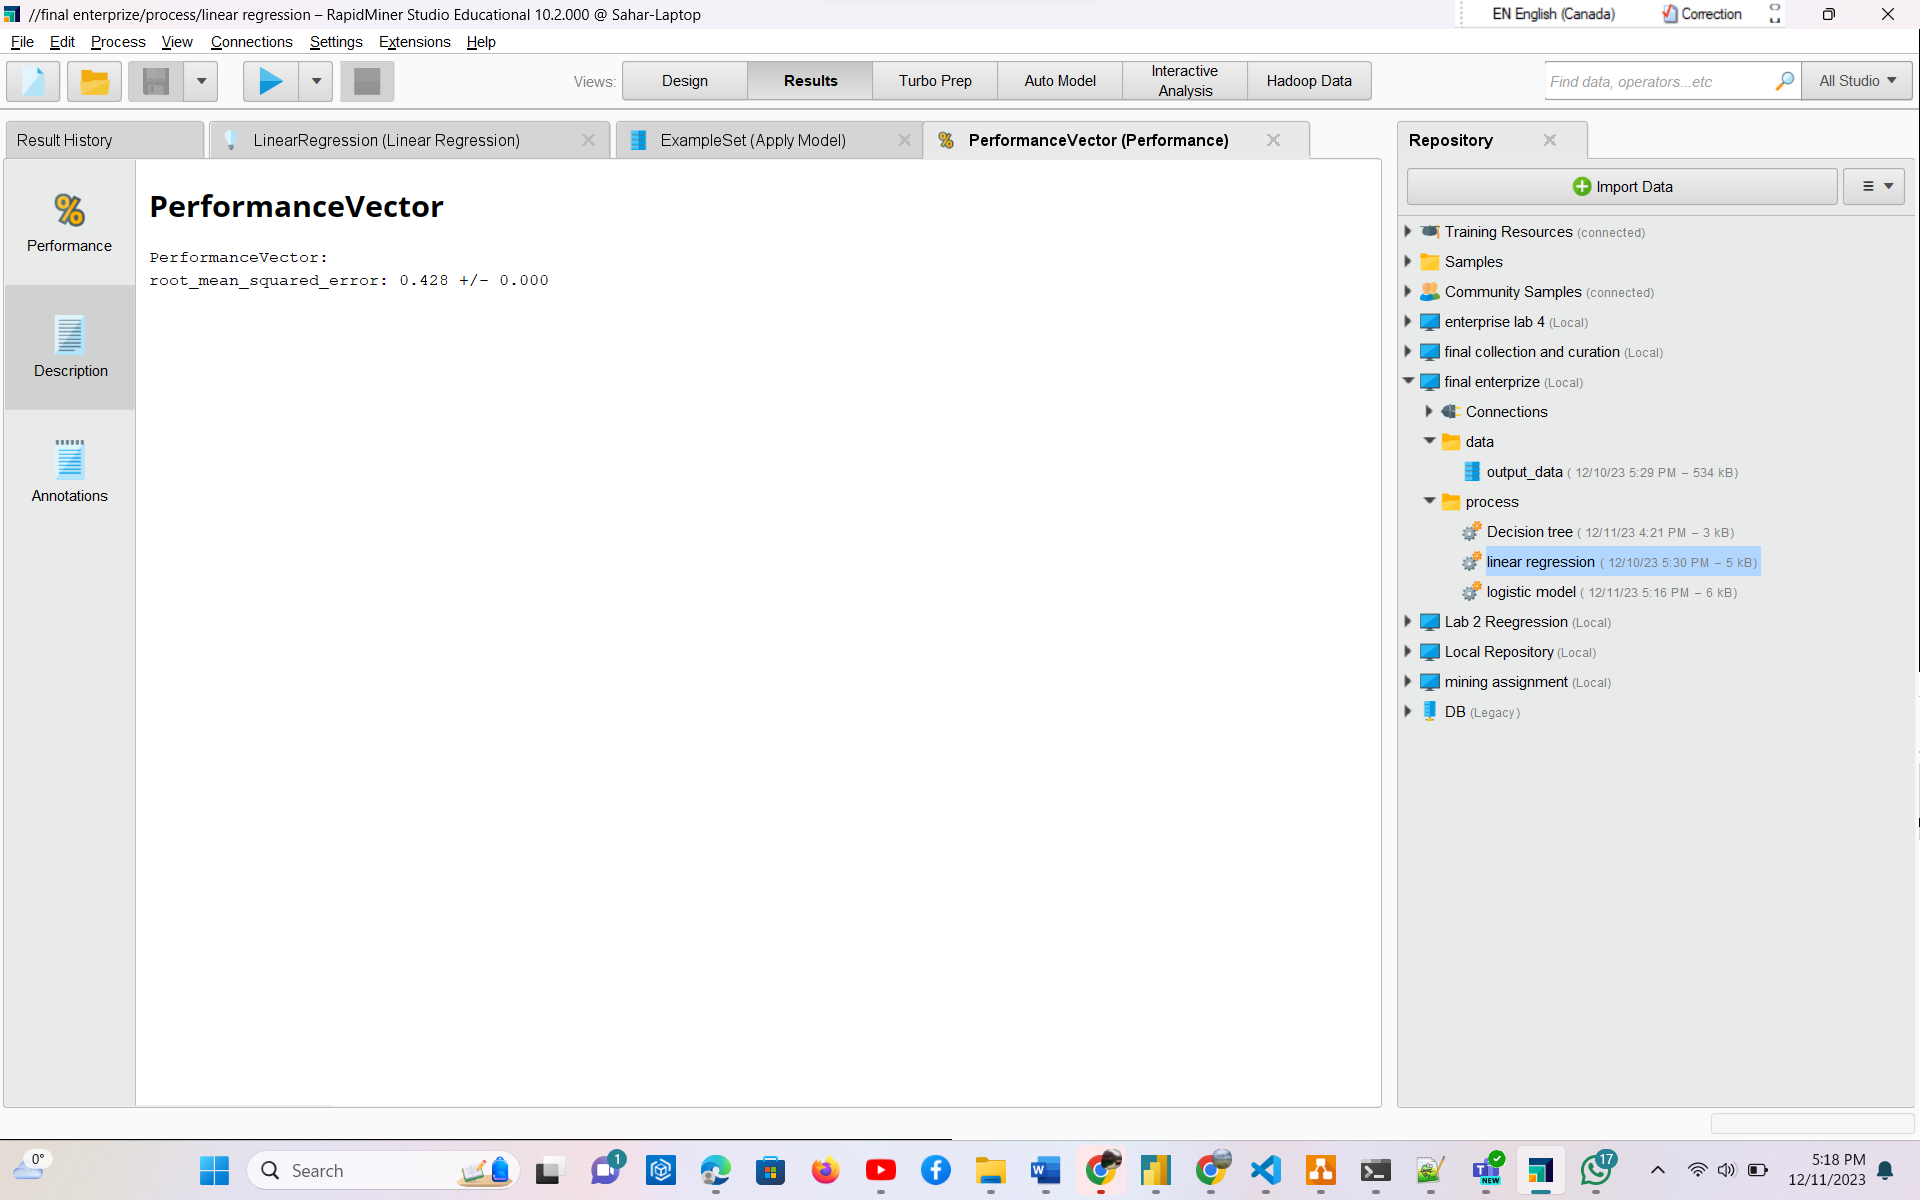 //final enterprize/process/linear regression – RapidMiner Studio Educational 10.2.000 @ Sahar-Laptop
EN English (Canada)
Correction
File Edit Process View Connections Settings Extensions Help
Views:
Design
Results
Turbo Prep
Auto Model
Interactive
Analysis
Hadoop Data
Find data, operators...etc
All Studio
Result History
LinearRegression (Linear Regression)
ExampleSet (Apply Model)
PerformanceVector (Performance)
Repository
Performance
Description
Annotations
PerformanceVector
PerformanceVector:
root_mean_squared_error: 0.428 +/- 0.000
Import Data
Training Resources (connected)
Samples
Community Samples (connected)
enterprise lab 4 (Local)
final collection and curation (Local)
final enterprize (Local)
Connections
data
output_data ( 12/10/23 5:29 PM – 534 kB)
process
Decision tree ( 12/11/23 4:21 PM – 3 kB)
linear regression ( 12/10/23 5:30 PM – 5 kB)
logistic model ( 12/11/23 5:16 PM – 6 kB)
Lab 2 Reegression (Local)
Local Repository (Local)
mining assignment (Local)
DB (Legacy)
0°
Search
1
W
NEW
17
5:18 PM
12/11/2023